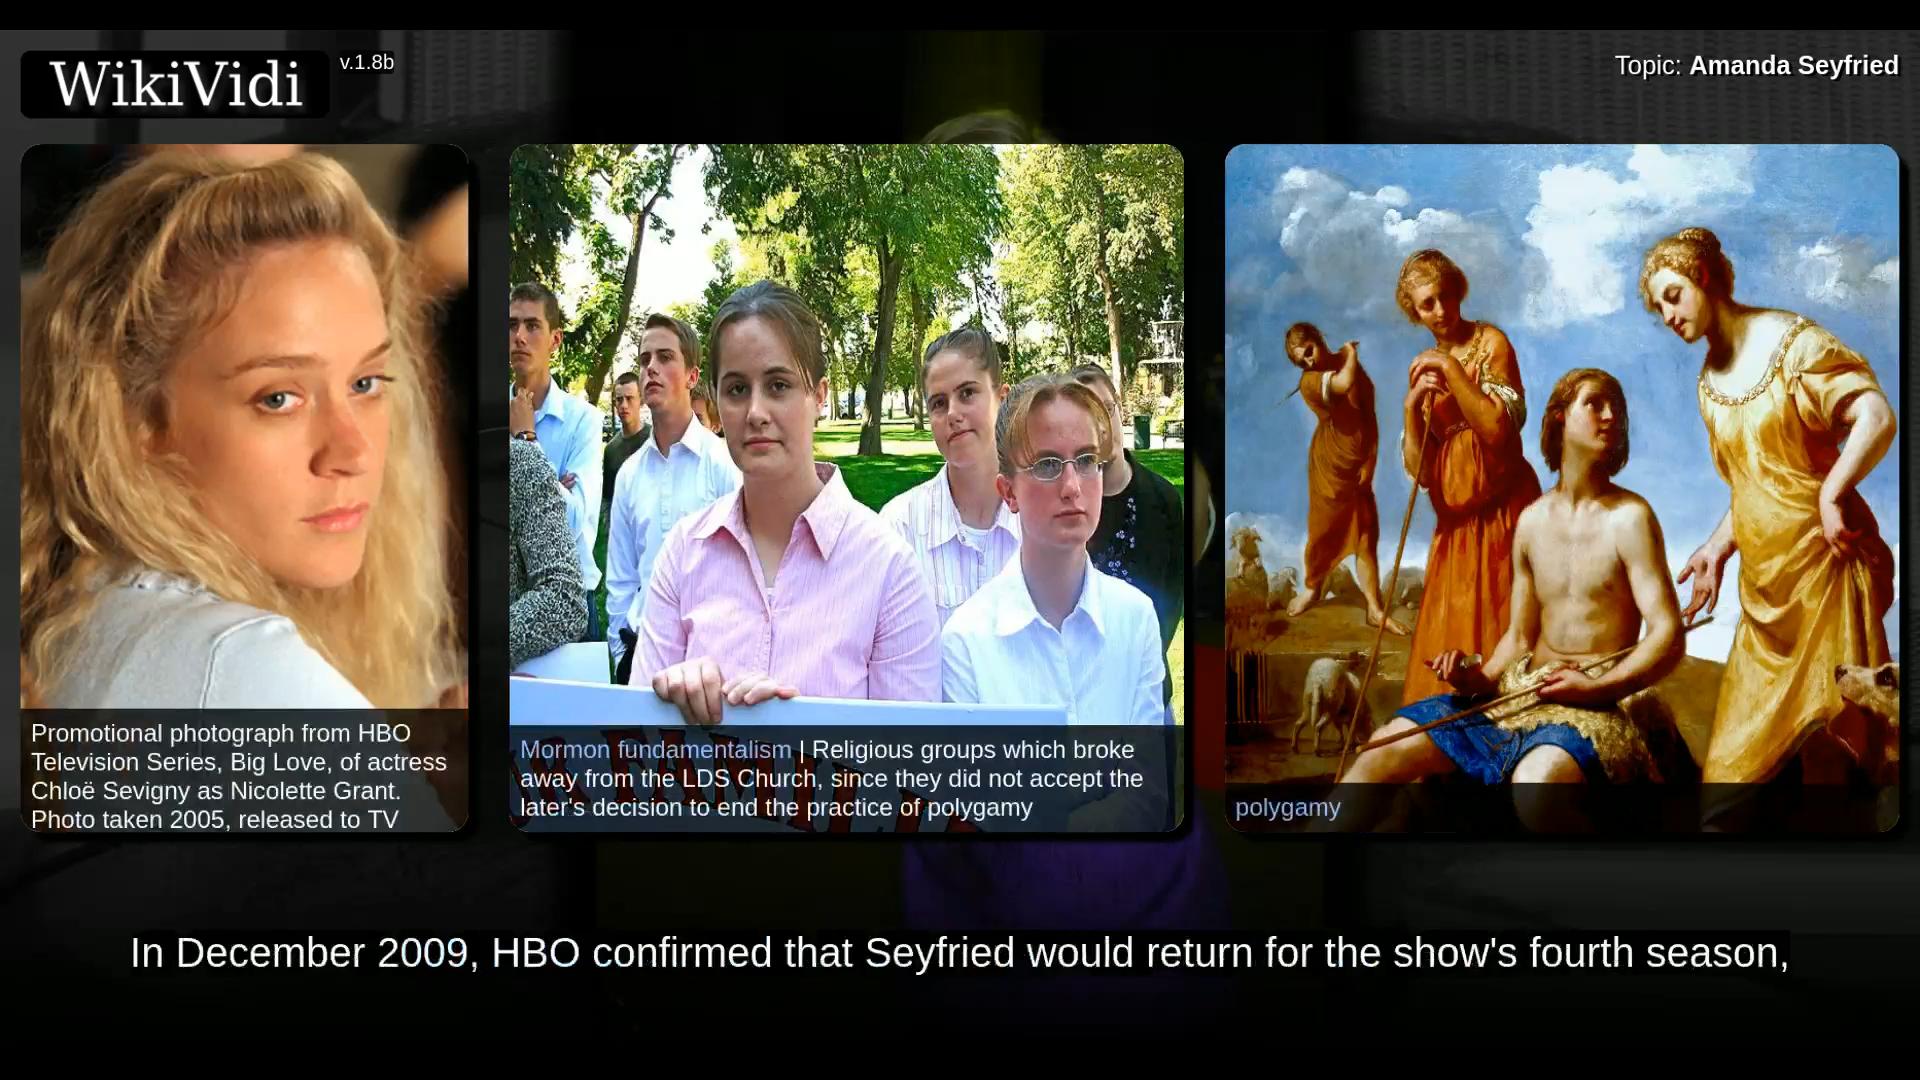 WikiVidi
v.1.8b
Topic: Amanda Seyfried
Promotional photograph from HBO
Television Series, Big Love, of actress
Chloë Sevigny as Nicolette Grant.
Photo taken 2005, released to TV
Mormon fundamentalism | Religious groups which broke
away from the LDS Church, since they did not accept the
later's decision to end the practice of polygamy
polygamy
In December 2009, HBO confirmed that Seyfried would return for the show's fourth season,